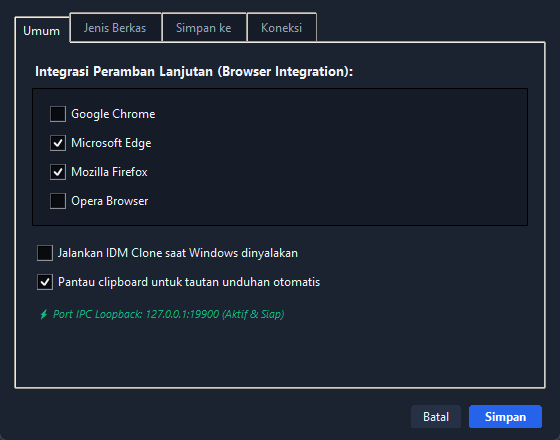 Umum
Jenis Berkas
Simpan ke
Koneksi
Integrasi Peramban Lanjutan (Browser Integration):
Google Chrome
Microsoft Edge
Mozilla Firefox
Opera Browser
Jalankan IDM Clone saat Windows dinyalakan
Pantau clipboard untuk tautan unduhan otomatis
Port IPC Loopback: 127.0.0.1:19900 (Aktif & Siap)
Batal
Simpan